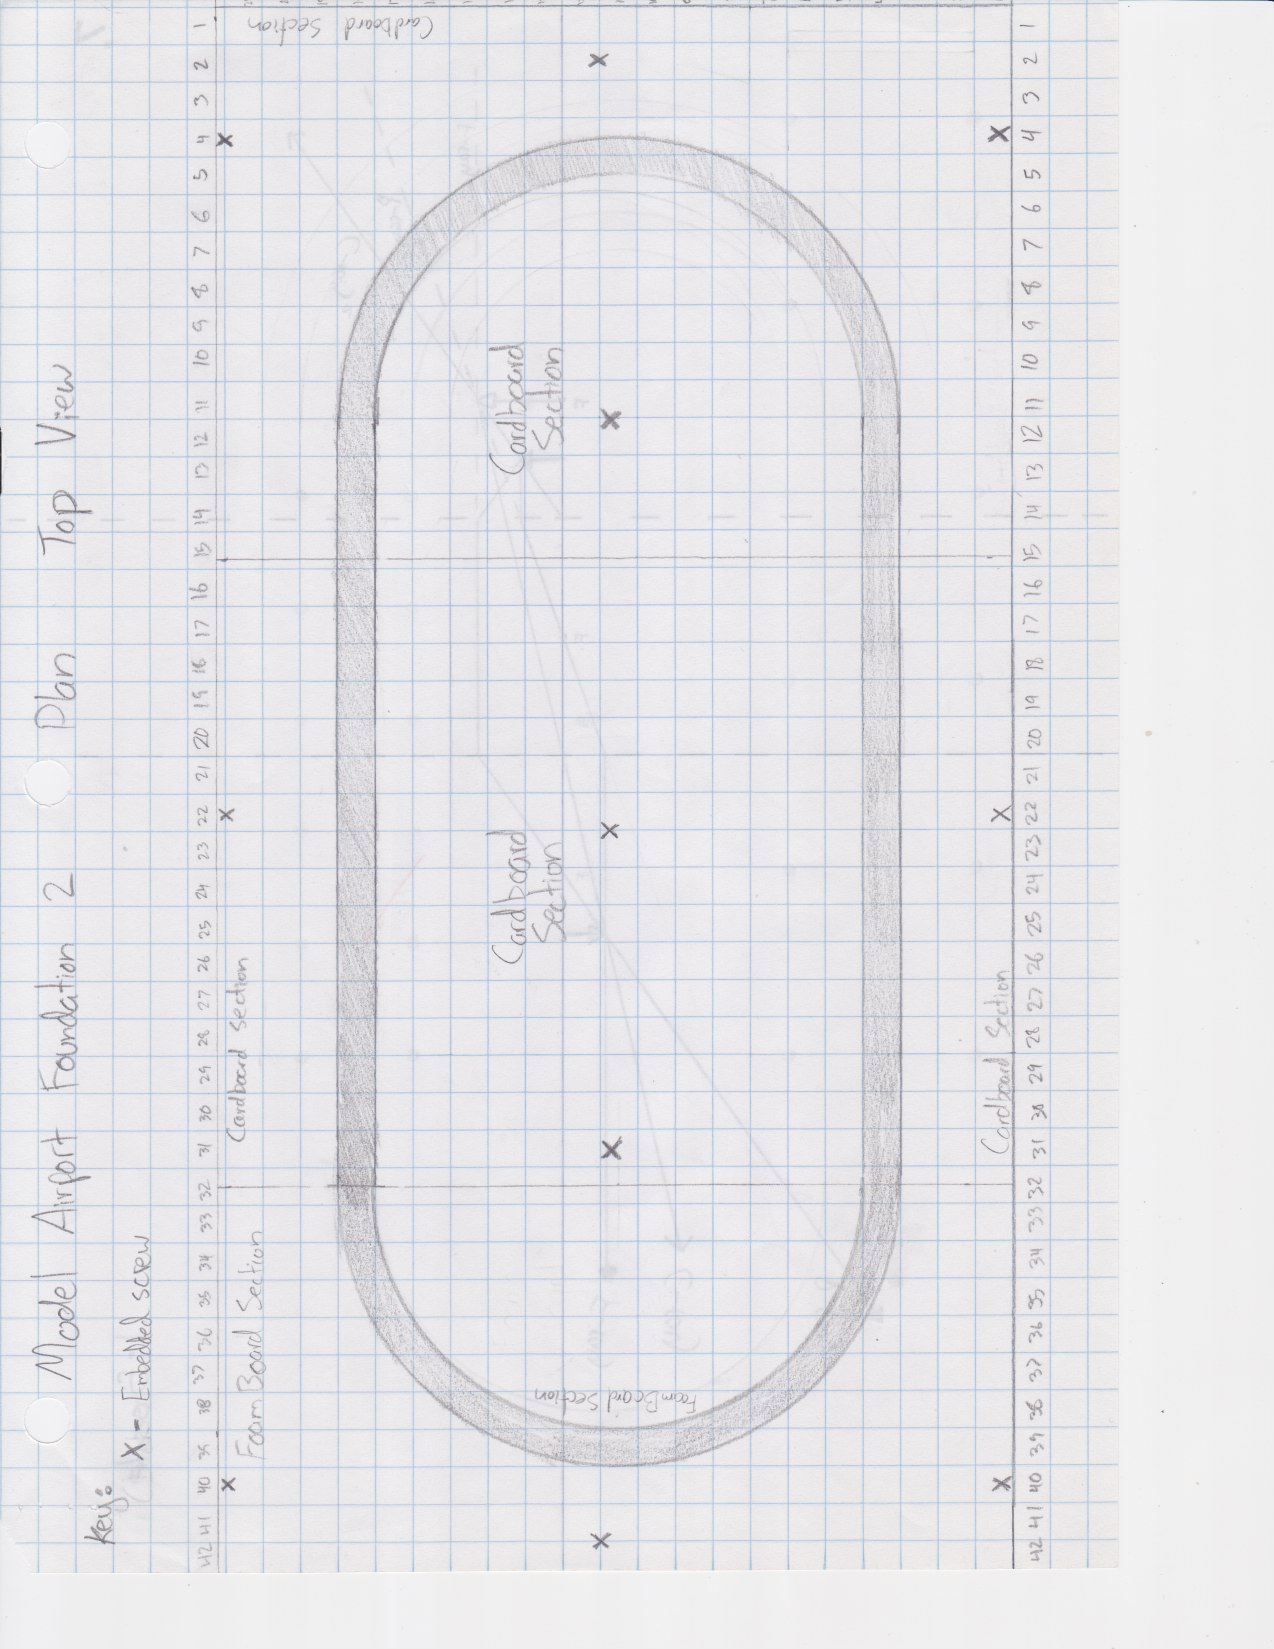 Model Airport Foundation 2 Plan Top View
Key:
X = Embedded screw
42 41 40 39 38 37 36 35 34 33 32 31 30 29 28 27 26 25 24 23 22 21 20 19 18 17 16 15 14 13 12 11 10 9 8 7 6 5 4 3 2 1
Foam Board Section
Cardboard Section
Cardboard Section
Cardboard
Section
Cardboard
Section
Foam Board Section
Cardboard Section
42 41 40 39 38 37 36 35 34 33 32 31 30 29 28 27 26 25 24 23 22 21 20 19 18 17 16 15 14 13 12 11 10 9 8 7 6 5 4 3 2 1